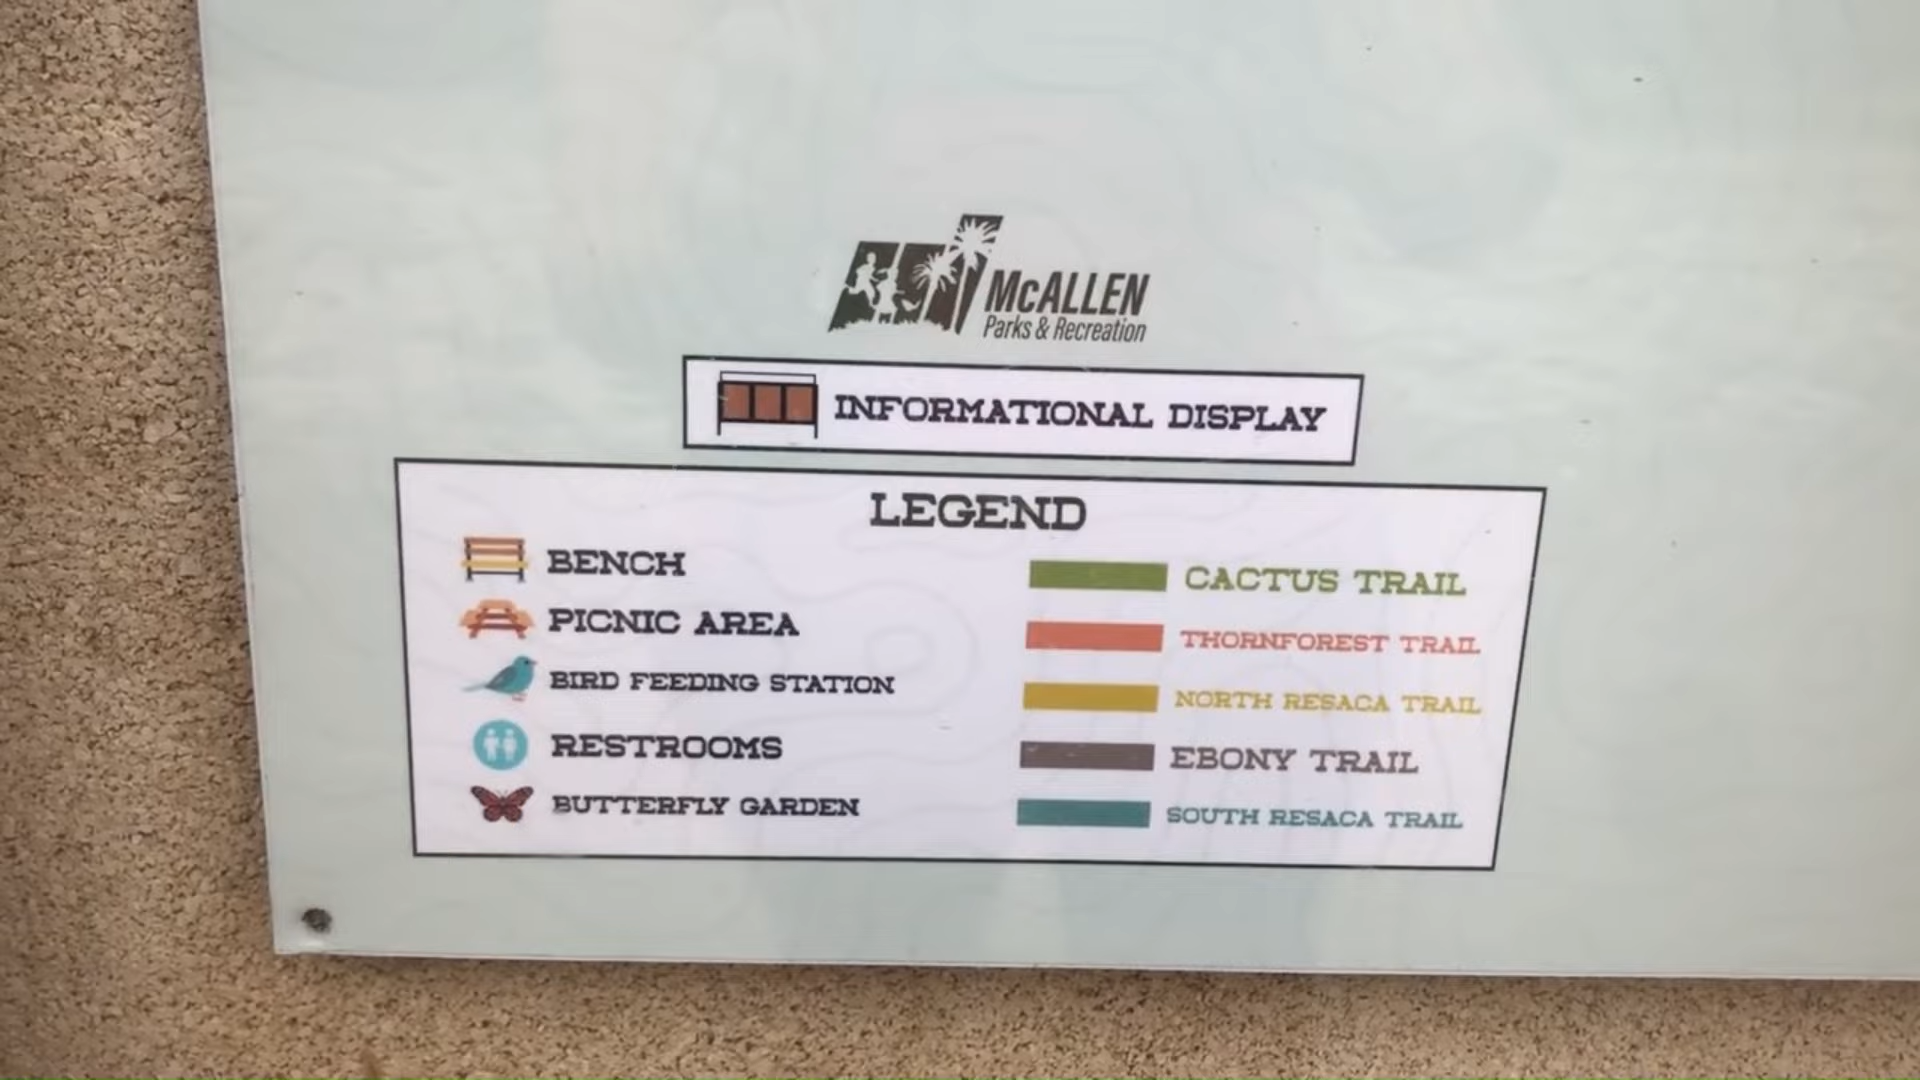 McALLEN
Parks & Recreation
INFORMATIONAL DISPLAY
LEGEND
BENCH
PICNIC AREA
BIRD FEEDING STATION
RESTROOMS
BUTTERFLY GARDEN
CACTUS TRAIL
THORNFOREST TRAIL
NORTH RESACA TRAIL
EBONY TRAIL
SOUTH RESACA TRAIL